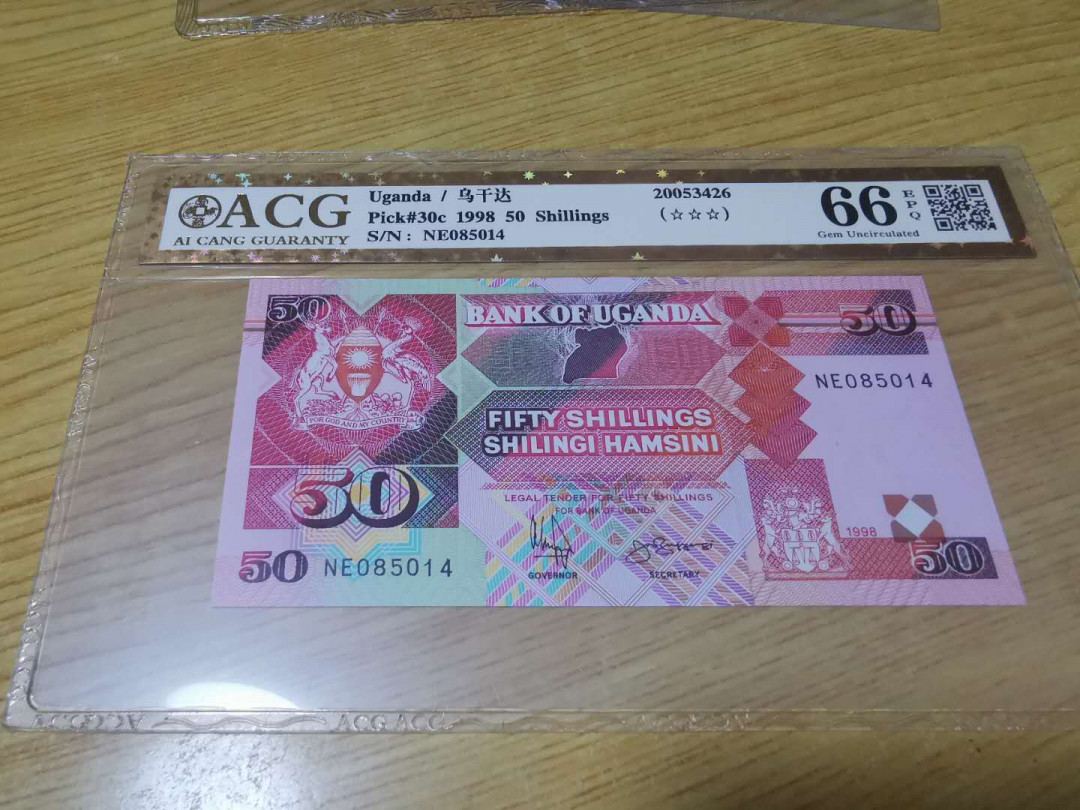 ACG
AI CANG GUARANTY
Uganda / 乌干达
Pick#30c 1998 50 Shillings
S/N: NE085014
20053426
(☆☆☆)
66
EPQ
Gem Uncirculated
50
BANK OF UGANDA
50
NE085014
FOR GOD AND MY COUNTRY
FIFTY SHILLINGS
SHILINGI HAMSINI
50
LEGAL TENDER FOR FIFTY SHILLINGS
FOR BANK OF UGANDA
1998
50 NE085014
GOVERNOR
SECRETARY
50
ACG ACG